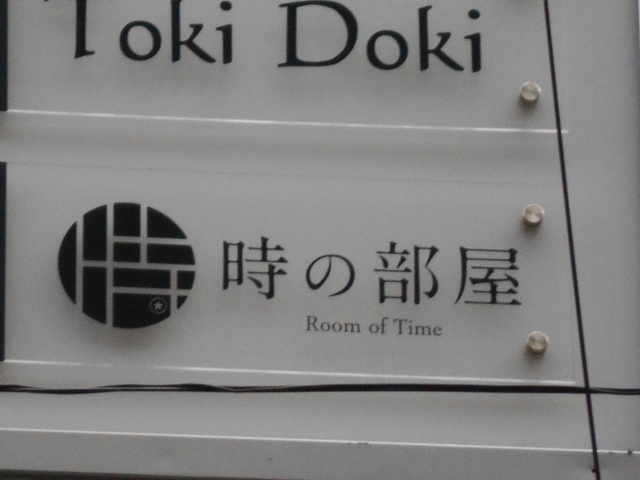 Toki Doki
時の部屋
Room of Time